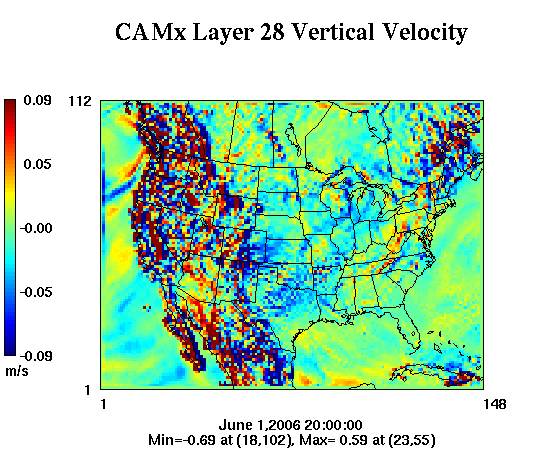 CAMx Layer 28 Vertical Velocity
0.09
0.05
-0.00
-0.05
-0.09
m/s
112
1
1
148
June 1,2006 20:00:00
Min=-0.69 at (18,102), Max= 0.59 at (23,55)